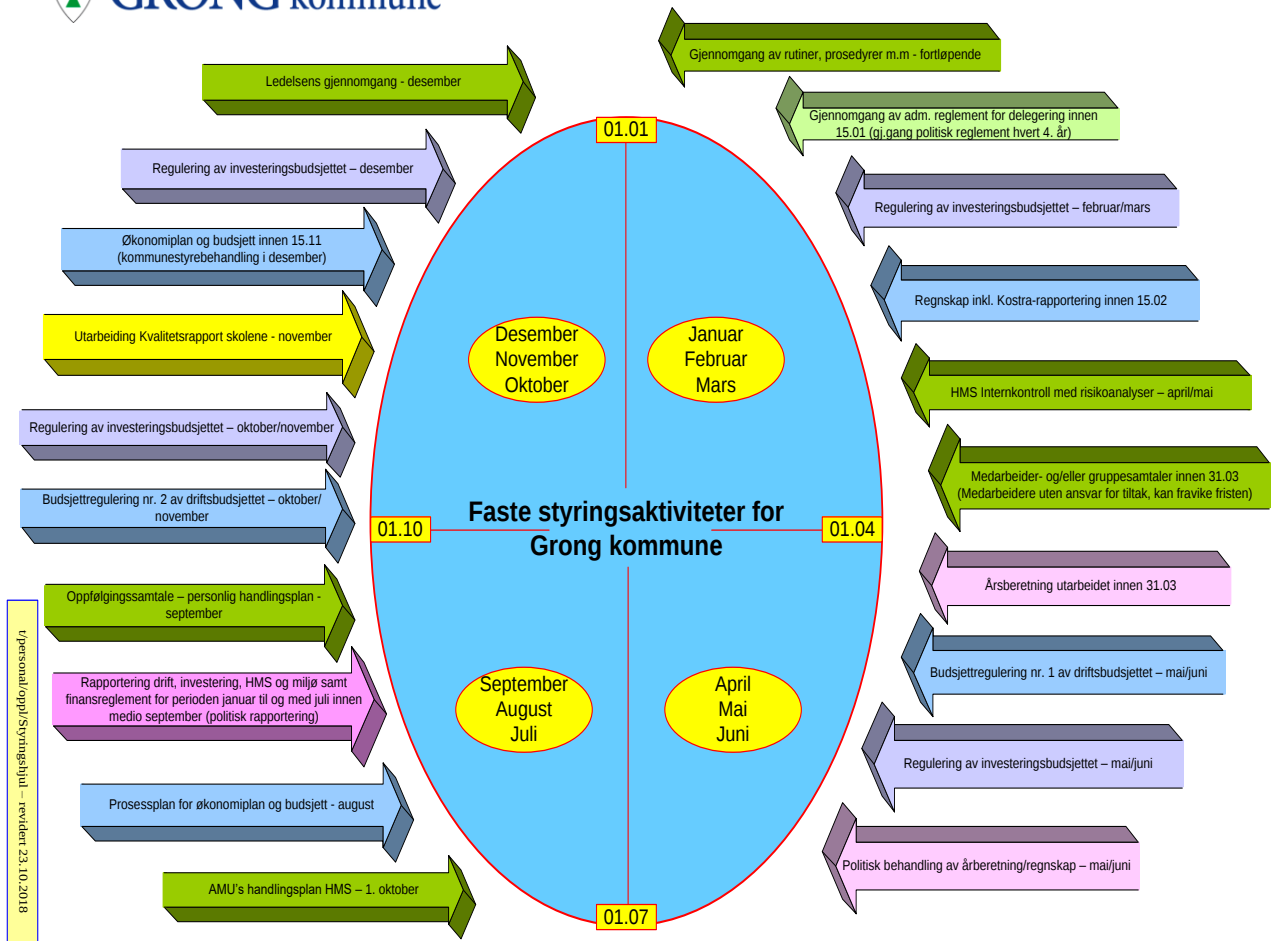 GRONG kommune
Gjennomgang av rutiner, prosedyrer m.m - fortløpende
Ledelsens gjennomgang - desember
Gjennomgang av adm. reglement for delegering innen
15.01 (gj.gang politisk reglement hvert 4. år)
01.01
Regulering av investeringsbudsjettet – desember
Regulering av investeringsbudsjettet – februar/mars
Økonomiplan og budsjett innen 15.11
(kommunestyrebehandling i desember)
Regnskap inkl. Kostra-rapportering innen 15.02
Utarbeiding Kvalitetsrapport skolene - november
Desember
November
Oktober
Januar
Februar
Mars
HMS Internkontroll med risikoanalyser – april/mai
Regulering av investeringsbudsjettet – oktober/november
Medarbeider- og/eller gruppesamtaler innen 31.03
(Medarbeidere uten ansvar for tiltak, kan fravike fristen)
Budsjettregulering nr. 2 av driftsbudsjettet – oktober/
november
01.10
Faste styringsaktiviteter for
Grong kommune
01.04
Årsberetning utarbeidet innen 31.03
Oppfølgingssamtale – personlig handlingsplan -
september
Budsjettregulering nr. 1 av driftsbudsjettet – mai/juni
Rapportering drift, investering, HMS og miljø samt
finansreglement for perioden januar til og med juli innen
medio september (politisk rapportering)
September
August
Juli
April
Mai
Juni
Regulering av investeringsbudsjettet – mai/juni
Prosessplan for økonomiplan og budsjett - august
Politisk behandling av årberetning/regnskap – mai/juni
AMU's handlingsplan HMS – 1. oktober
01.07
t/personal/oppl/Styringshjul – revidert 23.10.2018